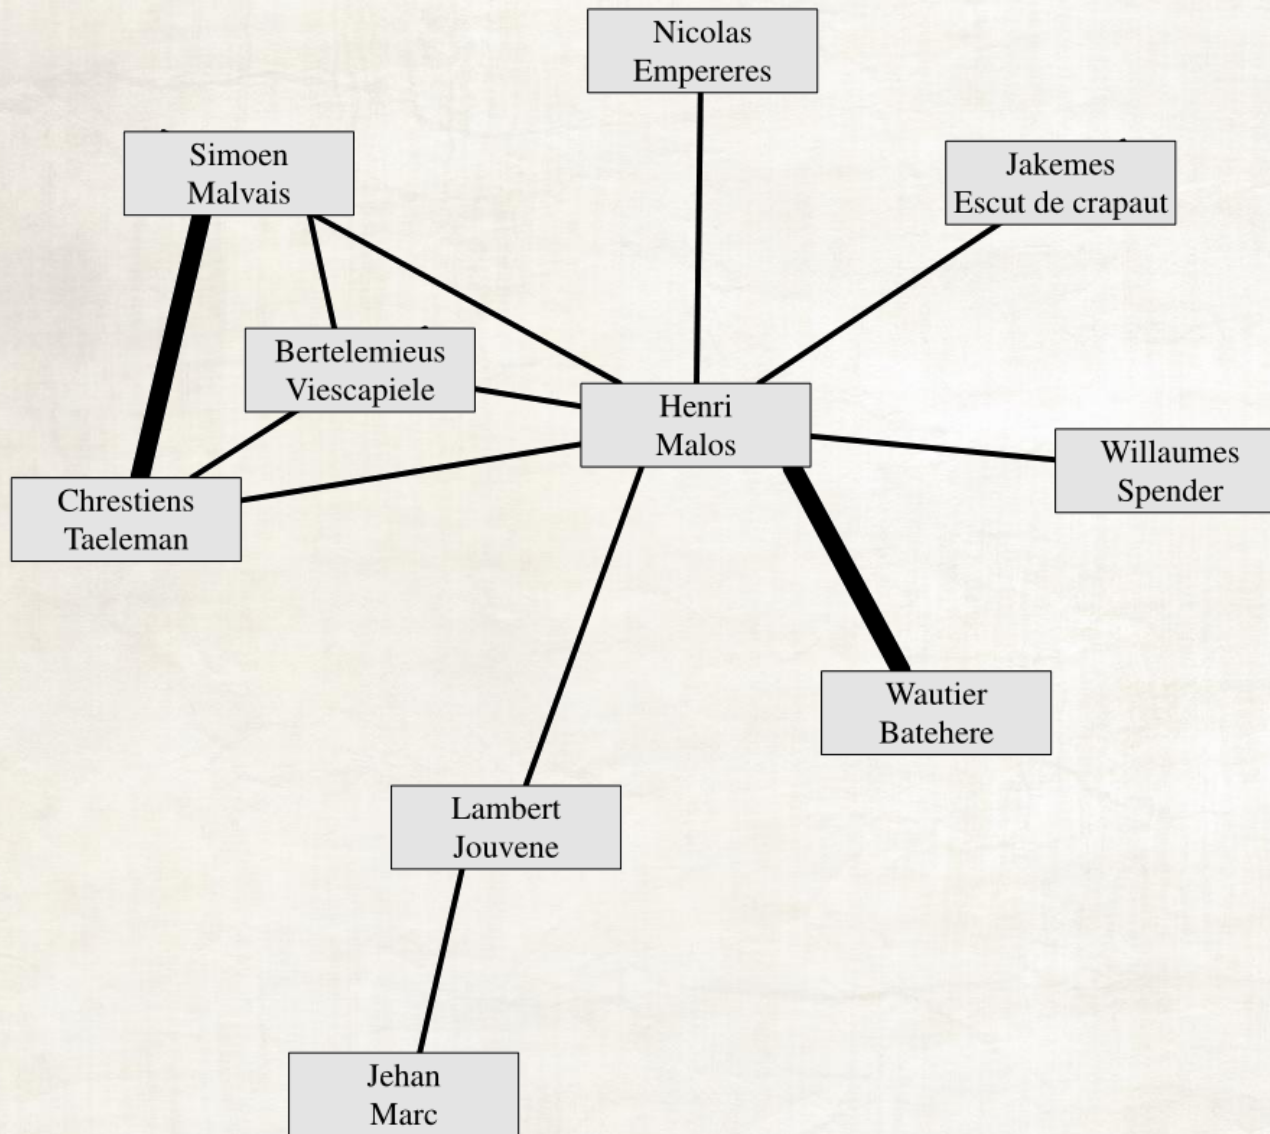 Nicolas
Empereres
Simoen
Malvais
Jakemes
Escut de crapaut
Bertelemieus
Viescapiele
Henri
Malos
Willaumes
Spender
Chrestiens
Taeleman
Wautier
Batehere
Lambert
Jouvene
Jehan
Marc